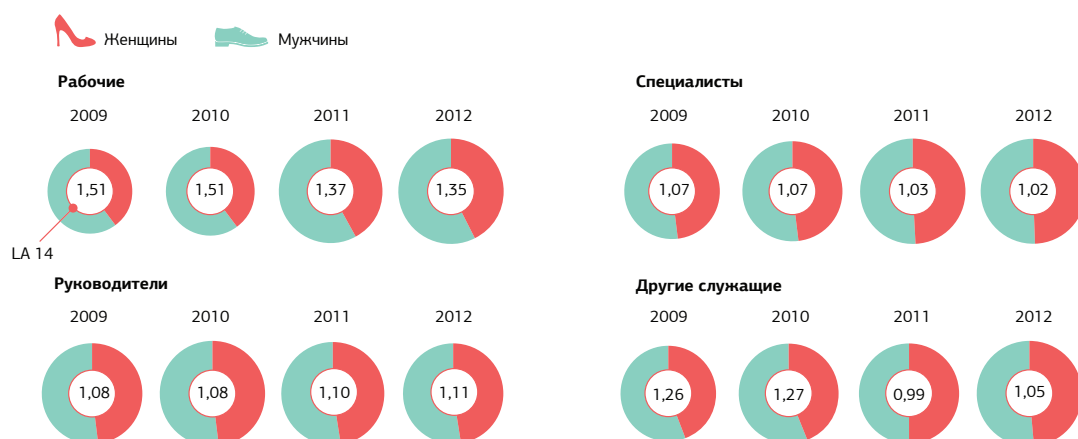 Женщины Мужчины
Рабочие
2009 2010 2011 2012
1,51 1,51 1,37 1,35
LA 14
Специалисты
2009 2010 2011 2012
1,07 1,07 1,03 1,02
Руководители
2009 2010 2011 2012
1,08 1,08 1,10 1,11
Другие служащие
2009 2010 2011 2012
1,26 1,27 0,99 1,05